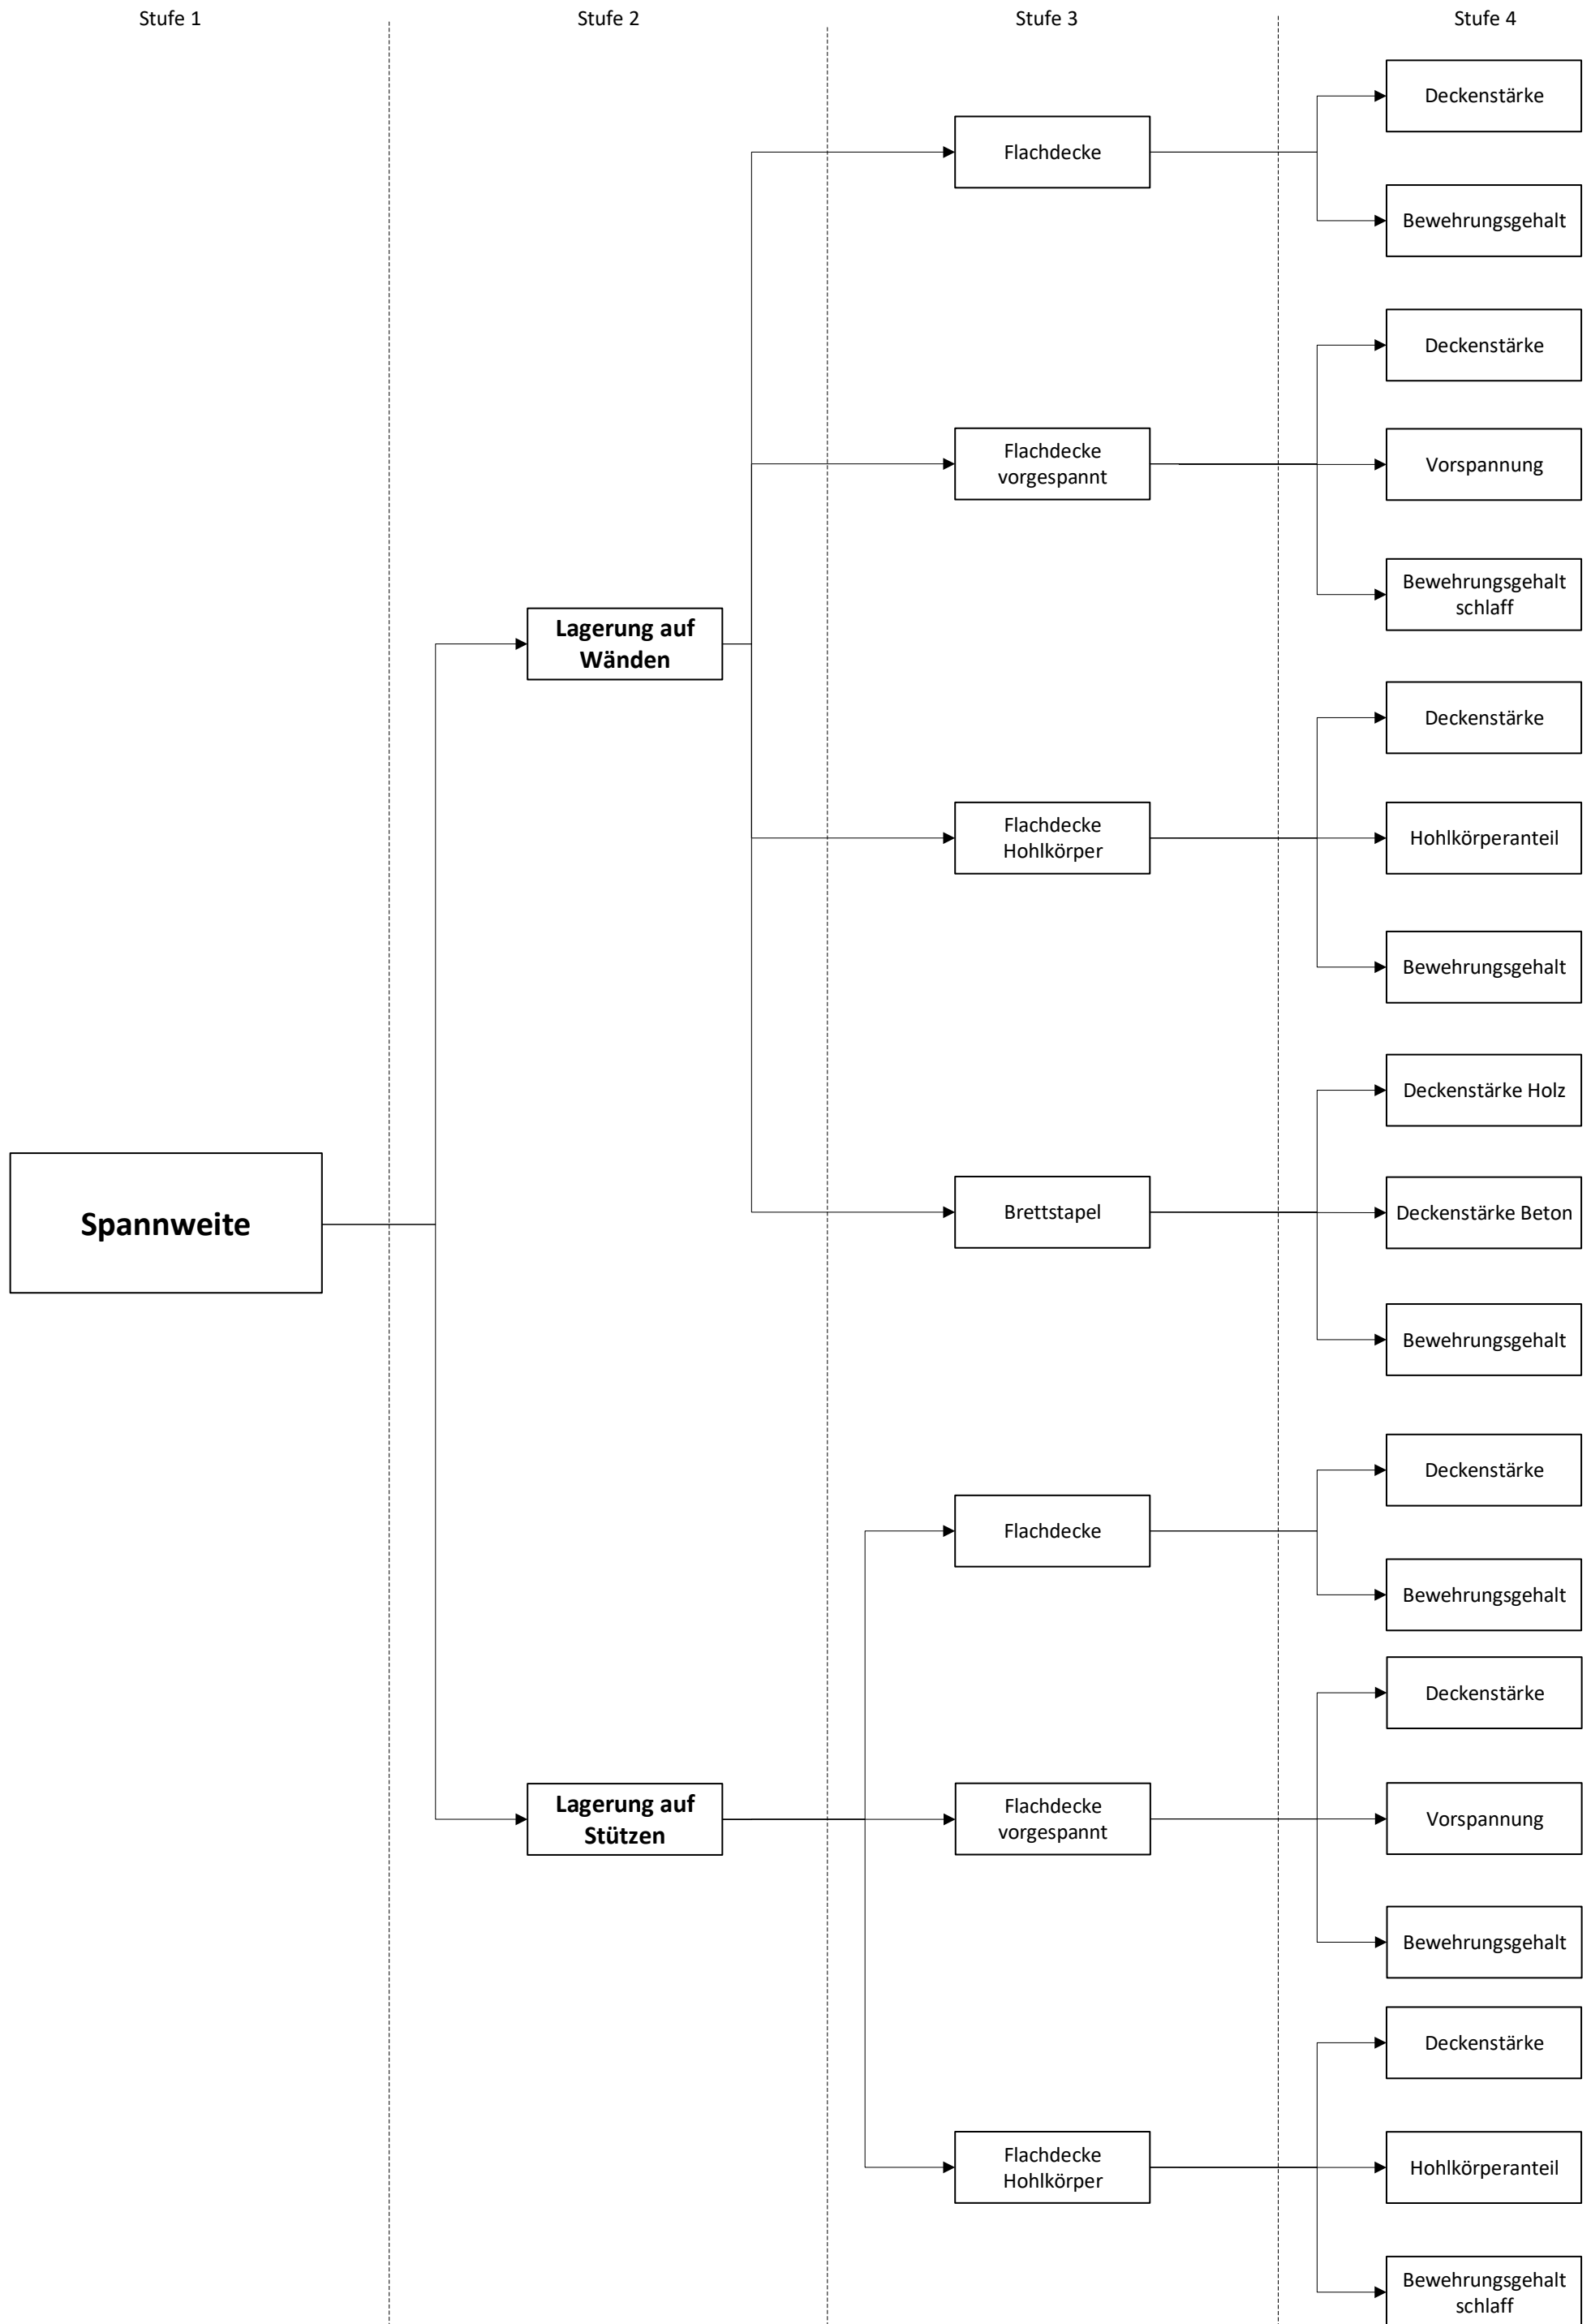 Stufe 1
Stufe 2
Stufe 3
Stufe 4
Deckenstärke
Flachdecke
Bewehrungsgehalt
Deckenstärke
Flachdecke
vorgespannt
Vorspannung
Bewehrungsgehalt
schlaff
Lagerung auf
Wänden
Deckenstärke
Flachdecke
Hohlkörper
Hohlkörperanteil
Bewehrungsgehalt
Deckenstärke Holz
Spannweite
Brettstapel
Deckenstärke Beton
Bewehrungsgehalt
Deckenstärke
Flachdecke
Bewehrungsgehalt
Deckenstärke
Lagerung auf
Stützen
Flachdecke
vorgespannt
Vorspannung
Bewehrungsgehalt
Deckenstärke
Flachdecke
Hohlkörper
Hohlkörperanteil
Bewehrungsgehalt
schlaff